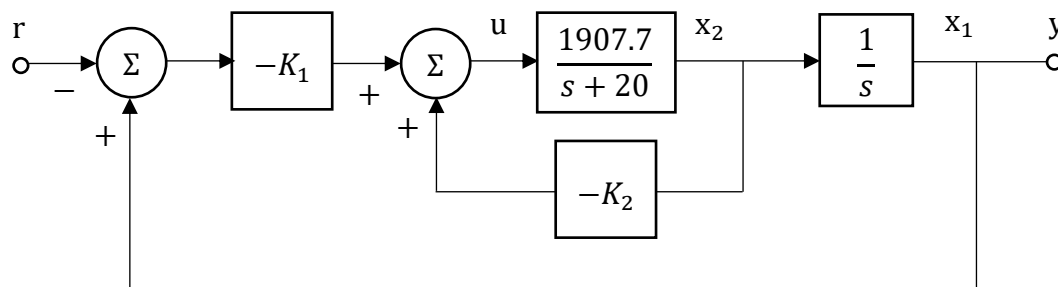 r
−
+
Σ
−K₁
+
+
Σ
u
1907.7
s + 20
x₂
−K₂
1
s
x₁
y